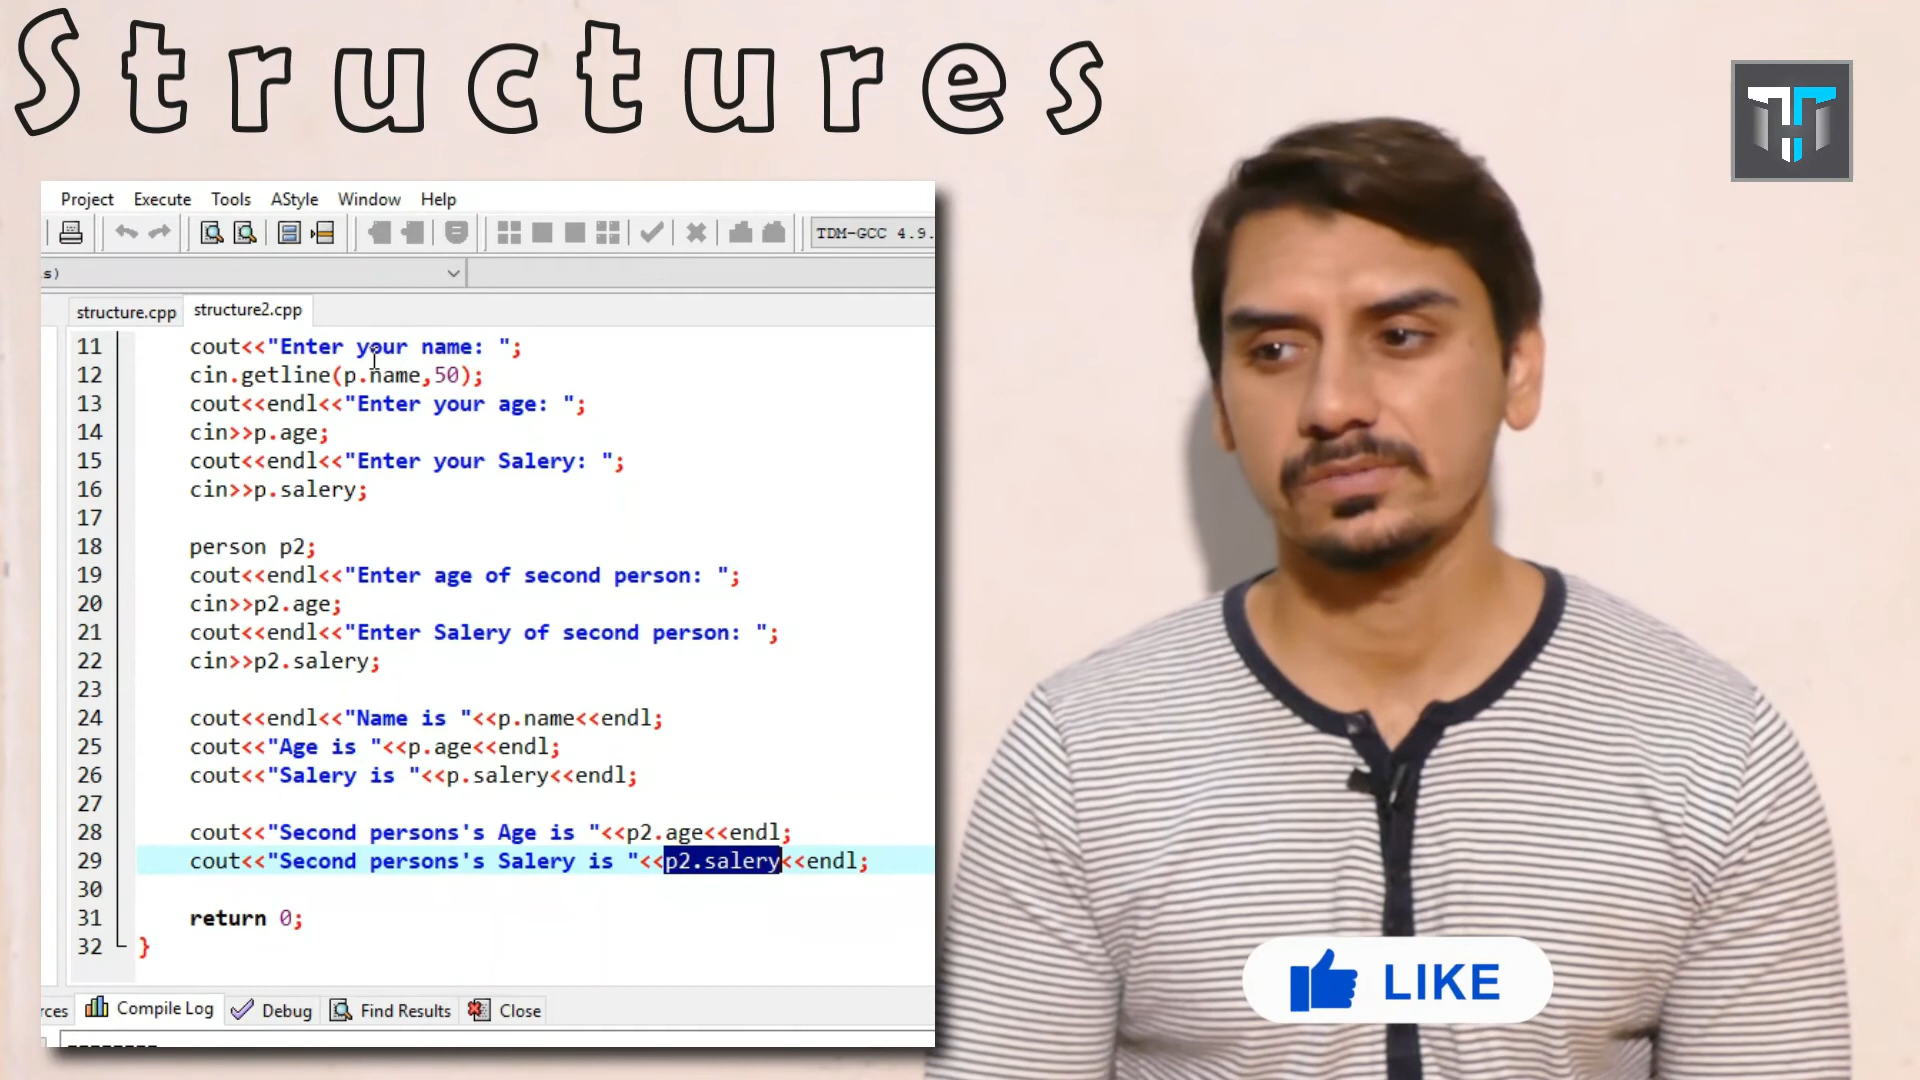 Structures
Project Execute Tools AStyle Window Help
TDM-GCC 4.9.
s)
structure.cpp structure2.cpp
11 cout<<"Enter your name: ";
12 cin.getline(p.name,50);
13 cout<<endl<<"Enter your age: ";
14 cin>>p.age;
15 cout<<endl<<"Enter your Salery: ";
16 cin>>p.salery;
17
18 person p2;
19 cout<<endl<<"Enter age of second person: ";
20 cin>>p2.age;
21 cout<<endl<<"Enter Salery of second person: ";
22 cin>>p2.salery;
23
24 cout<<endl<<"Name is "<<p.name<<endl;
25 cout<<"Age is "<<p.age<<endl;
26 cout<<"Salery is "<<p.salery<<endl;
27
28 cout<<"Second persons's Age is "<<p2.age<<endl;
29 cout<<"Second persons's Salery is "<<p2.salery<<endl;
30
31 return 0;
32 }
rces Compile Log Debug Find Results Close
--------
LIKE